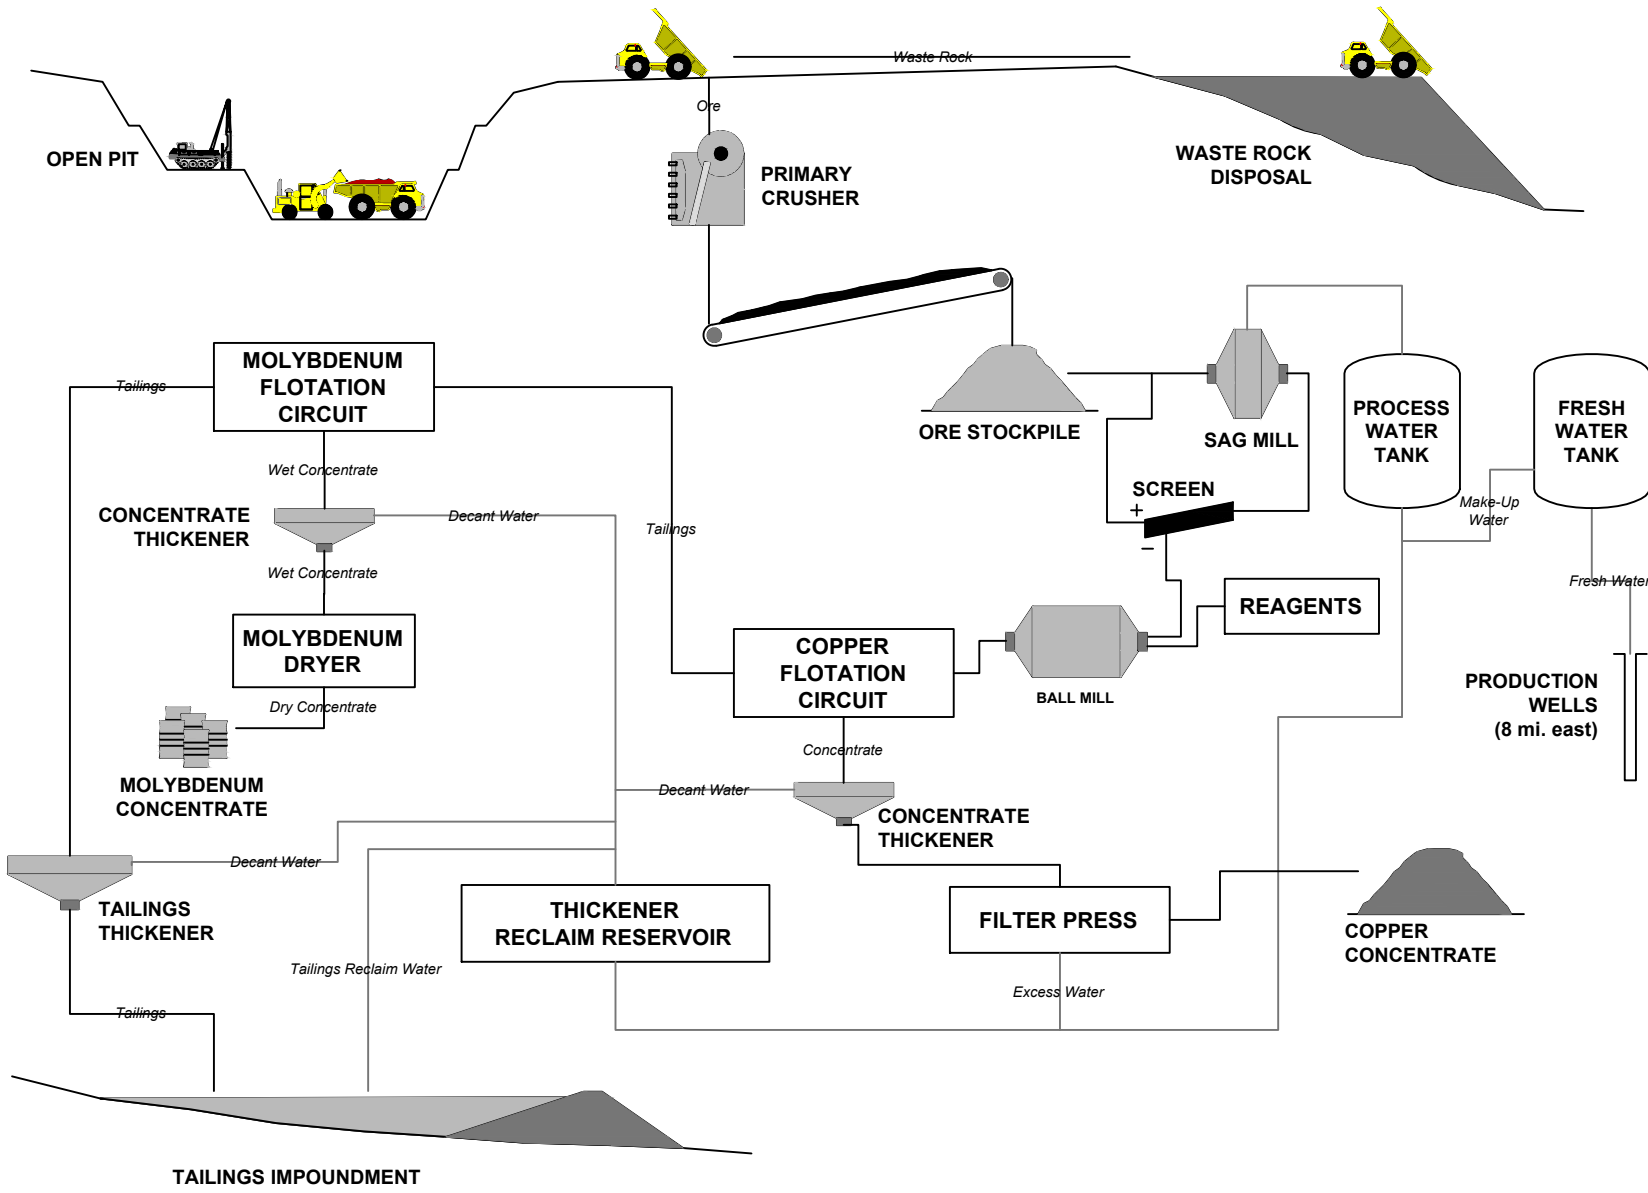 Waste Rock
Ore
OPEN PIT
PRIMARY
CRUSHER
WASTE ROCK
DISPOSAL
MOLYBDENUM
FLOTATION
CIRCUIT
Tailings
ORE STOCKPILE
SAG MILL
PROCESS
WATER
TANK
FRESH
WATER
TANK
Wet Concentrate
SCREEN
+
−
Make-Up
Water
CONCENTRATE
THICKENER
Decant Water
Tailings
Wet Concentrate
Fresh Water
REAGENTS
MOLYBDENUM
DRYER
COPPER
FLOTATION
CIRCUIT
BALL MILL
PRODUCTION
WELLS
(8 mi. east)
Dry Concentrate
Concentrate
MOLYBDENUM
CONCENTRATE
Decant Water
CONCENTRATE
THICKENER
Decant Water
TAILINGS
THICKENER
THICKENER
RECLAIM RESERVOIR
FILTER PRESS
COPPER
CONCENTRATE
Tailings Reclaim Water
Excess Water
Tailings
TAILINGS IMPOUNDMENT